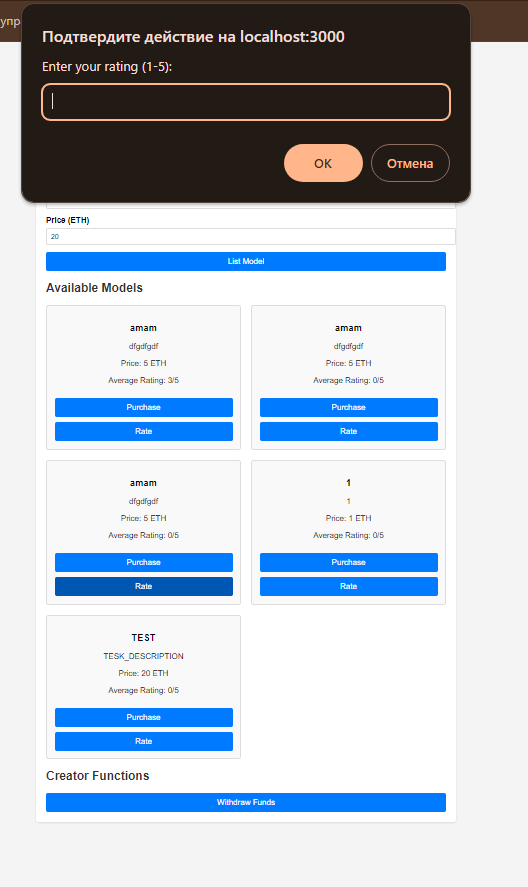 упр
Подтвердите действие на localhost:3000
Enter your rating (1-5):
OK
Отмена
Price (ETH)
20
List Model
Available Models
amam
dfgdfgdf
Price: 5 ETH
Average Rating: 3/5
Purchase
Rate
amam
dfgdfgdf
Price: 5 ETH
Average Rating: 0/5
Purchase
Rate
amam
dfgdfgdf
Price: 5 ETH
Average Rating: 0/5
Purchase
Rate
1
1
Price: 1 ETH
Average Rating: 0/5
Purchase
Rate
TEST
TESK_DESCRIPTION
Price: 20 ETH
Average Rating: 0/5
Purchase
Rate
Creator Functions
Withdraw Funds